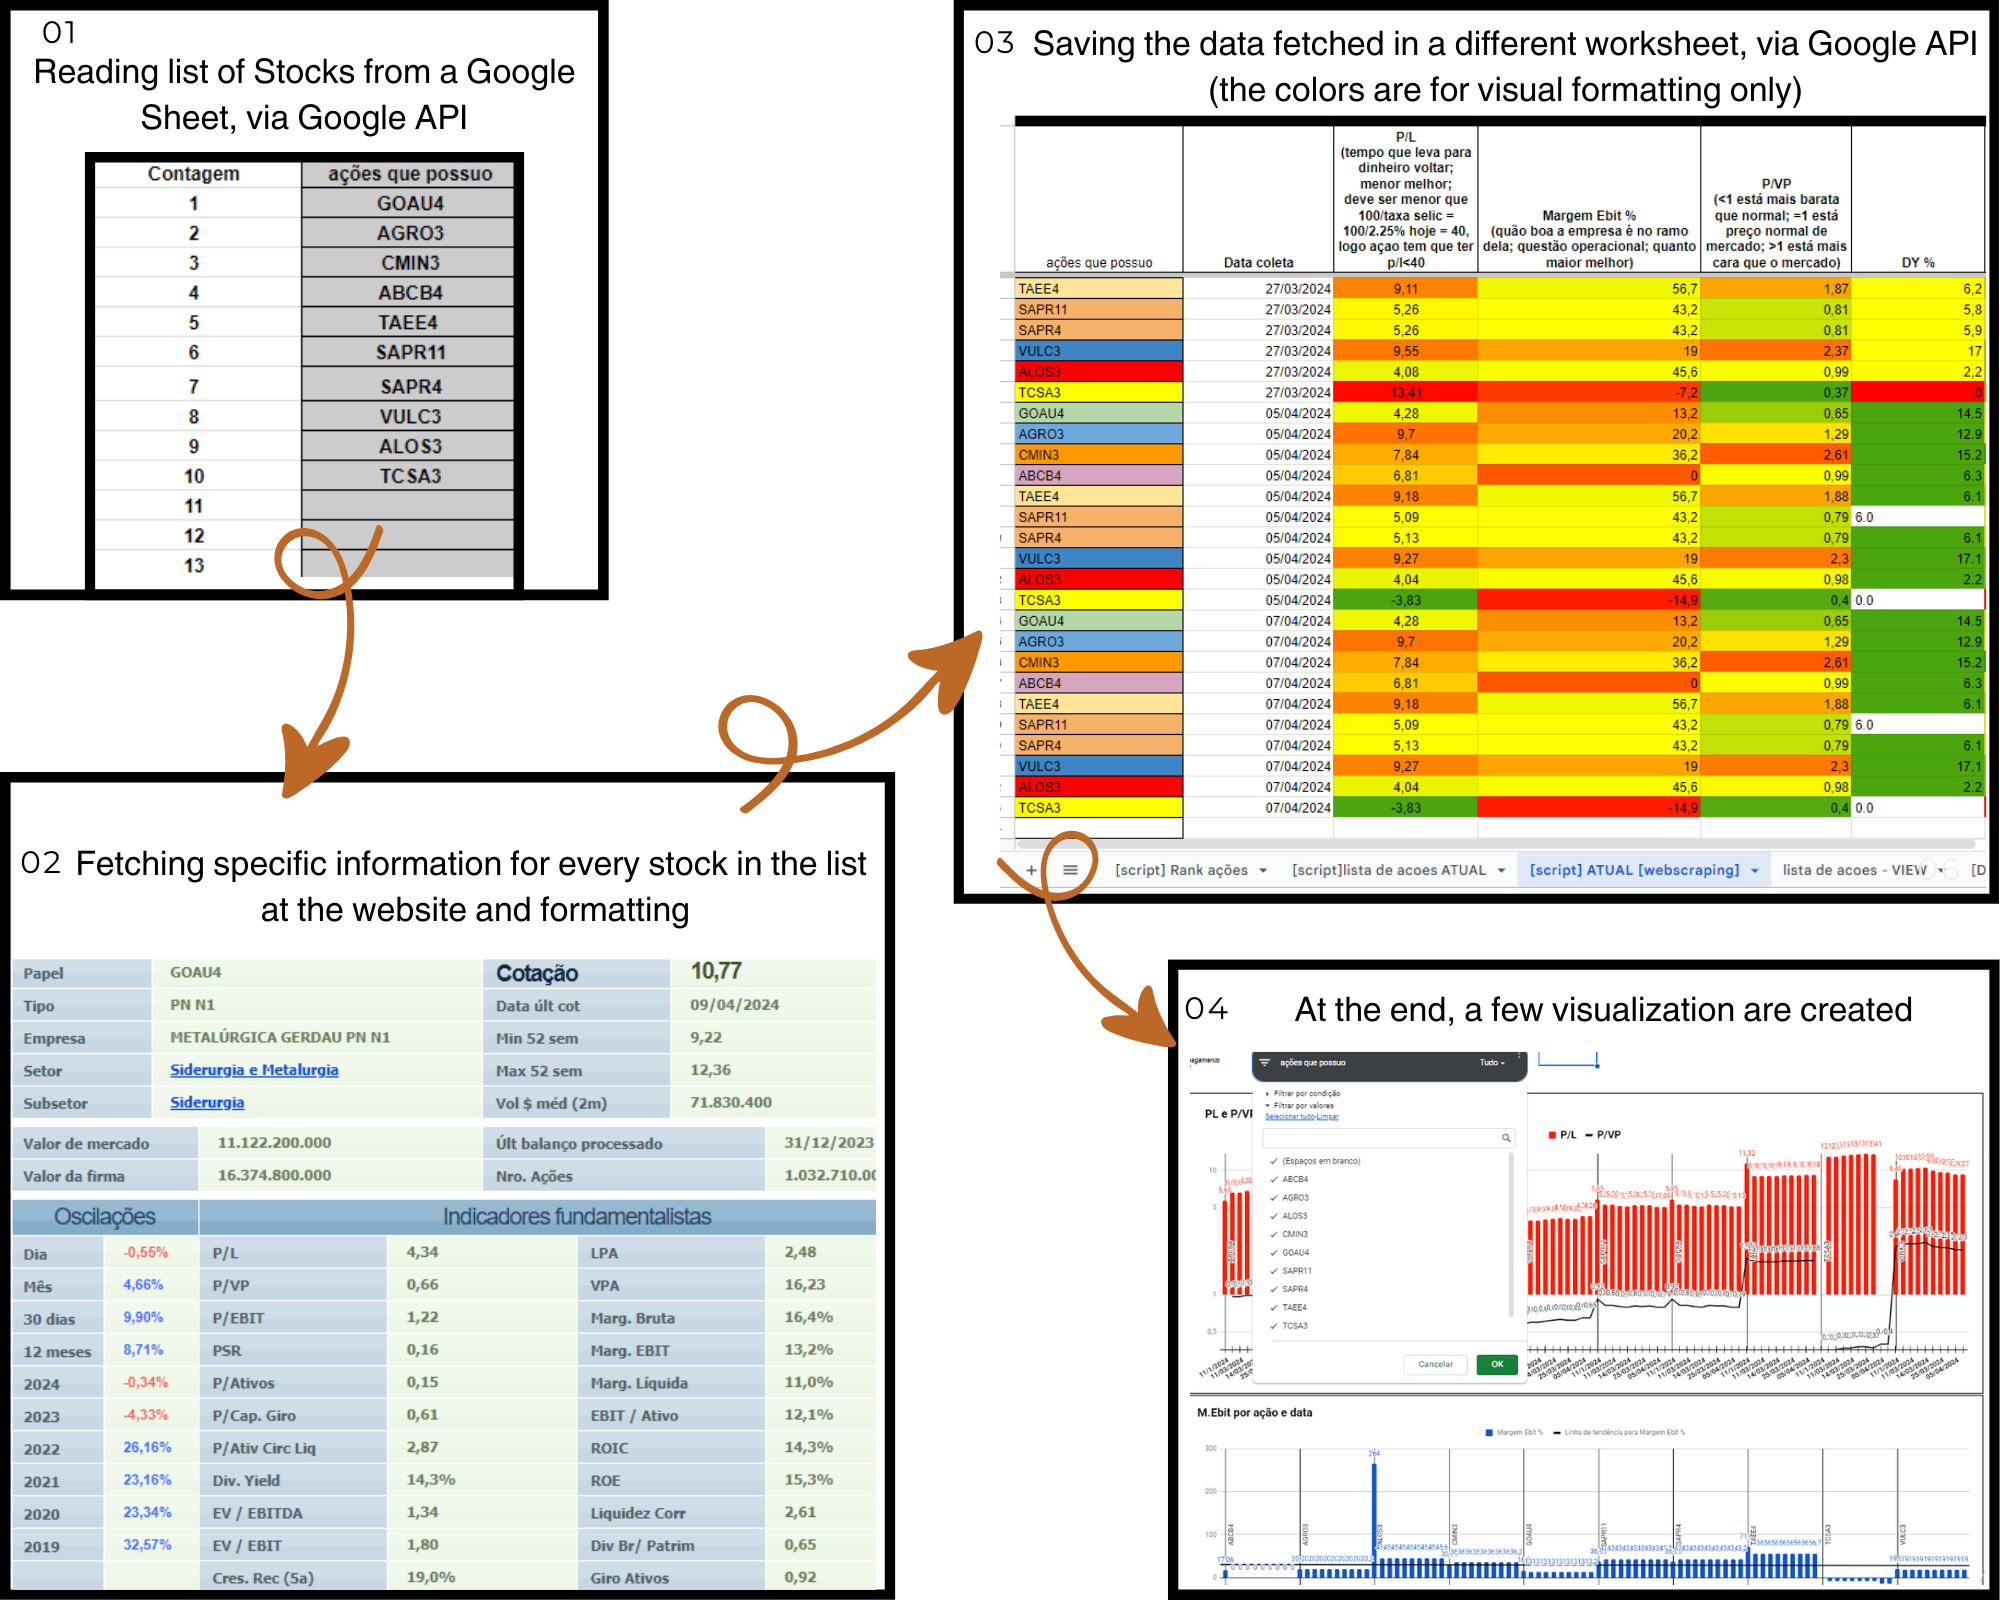 01
Reading list of Stocks from a Google
Sheet, via Google API
Contagem ações que possuo
1 GOAU4
2 AGRO3
3 CMIN3
4 ABCB4
5 TAEE4
6 SAPR11
7 SAPR4
8 VULC3
9 ALOS3
10 TCSA3
11
12
13
02 Fetching specific information for every stock in the list
at the website and formatting
Papel GOAU4 Cotação 10,77
Tipo PN N1 Data últ cot 09/04/2024
Empresa METALÚRGICA GERDAU PN N1 Min 52 sem 9,22
Setor Siderurgia e Metalurgia Max 52 sem 12,36
Subsetor Siderurgia Vol $ méd (2m) 71.830.400
Valor de mercado 11.122.200.000 Últ balanço processado 31/12/2023
Valor da firma 16.374.800.000 Nro. Ações 1.032.710.00
Oscilações Indicadores fundamentalistas
Dia -0,55% P/L 4,34 LPA 2,48
Mês 4,66% P/VP 0,66 VPA 16,23
30 dias 9,90% P/EBIT 1,22 Marg. Bruta 16,4%
12 meses 8,71% PSR 0,16 Marg. EBIT 13,2%
2024 -0,34% P/Ativos 0,15 Marg. Líquida 11,0%
2023 -4,33% P/Cap. Giro 0,61 EBIT / Ativo 12,1%
2022 26,16% P/Ativ Circ Liq 2,87 ROIC 14,3%
2021 23,16% Div. Yield 14,3% ROE 15,3%
2020 23,34% EV / EBITDA 1,34 Liquidez Corr 2,61
2019 32,57% EV / EBIT 1,80 Div Br/ Patrim 0,65
Cres. Rec (5a) 19,0% Giro Ativos 0,92
03 Saving the data fetched in a different worksheet, via Google API
(the colors are for visual formatting only)
ações que possuo
Data coleta
P/L
(tempo que leva para
dinheiro voltar;
menor melhor;
deve ser menor que
100/taxa selic =
100/2.25% hoje = 40,
logo açao tem que ter
p/l<40
Margem Ebit %
(quão boa a empresa é no ramo
dela; questão operacional; quanto
maior melhor)
P/VP
(<1 está mais barata
que normal; =1 está
preço normal de
mercado; >1 está mais
cara que o mercado)
DY %
TAEE4 27/03/2024 9,11 56,7 1,87 6,2
SAPR11 27/03/2024 5,26 43,2 0,81 5,8
SAPR4 27/03/2024 5,26 43,2 0,81 5,9
VULC3 27/03/2024 9,55 19 2,37 17
ALOS3 27/03/2024 4,08 45,6 0,99 2,2
TCSA3 27/03/2024 13,41 -7,2 0,37 0
GOAU4 05/04/2024 4,28 13,2 0,65 14.5
AGRO3 05/04/2024 9,7 20,2 1,29 12.9
CMIN3 05/04/2024 7,84 36,2 2,61 15.2
ABCB4 05/04/2024 6,81 0 0,99 6.3
TAEE4 05/04/2024 9,18 56,7 1,88 6.1
SAPR11 05/04/2024 5,09 43,2 0,79 6.0
SAPR4 05/04/2024 5,13 43,2 0,79 6.1
VULC3 05/04/2024 9,27 19 2,3 17.1
ALOS3 05/04/2024 4,04 45,6 0,98 2.2
TCSA3 05/04/2024 -3,83 -14,9 0,4 0.0
GOAU4 07/04/2024 4,28 13,2 0,65 14.5
AGRO3 07/04/2024 9,7 20,2 1,29 12.9
CMIN3 07/04/2024 7,84 36,2 2,61 15.2
ABCB4 07/04/2024 6,81 0 0,99 6.3
TAEE4 07/04/2024 9,18 56,7 1,88 6.1
SAPR11 07/04/2024 5,09 43,2 0,79 6.0
SAPR4 07/04/2024 5,13 43,2 0,79 6.1
VULC3 07/04/2024 9,27 19 2,3 17.1
ALOS3 07/04/2024 4,04 45,6 0,98 2.2
TCSA3 07/04/2024 -3,83 -14,9 0,4 0.0
[script] Rank ações [script]lista de acoes ATUAL [script] ATUAL [webscraping] lista de acoes - VIEW [D
04 At the end, a few visualization are created
agamento
ações que possuo Tudo
Filtrar por condição
Filtrar por valores
Selecionar tudo-Limpar
(Espaços em branco)
ABCB4
AGRO3
ALOS3
CMIN3
GOAU4
SAPR11
SAPR4
TAEE4
TCSA3
Cancelar OK
PL e P/VP
P/L P/VP
10
5
1
0,5
M.Ebit por ação e data
Margem Ebit % Linha de tendência para Margem Ebit %
300
200
100
0
264
ABCB4 AGRO3 ALOS3 CMIN3 GOAU4 SAPR11 SAPR4 TAEE4 TCSA3 VULC3